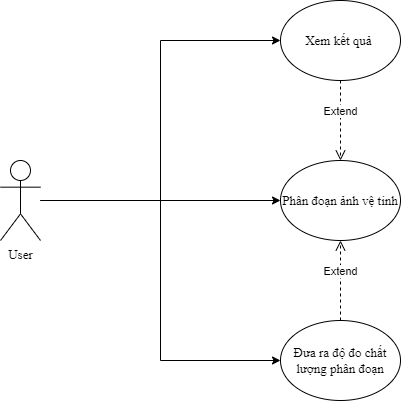 Xem kết quả
Extend
Phân đoạn ảnh vệ tinh
User
Extend
Đưa ra độ đo chất
lượng phân đoạn